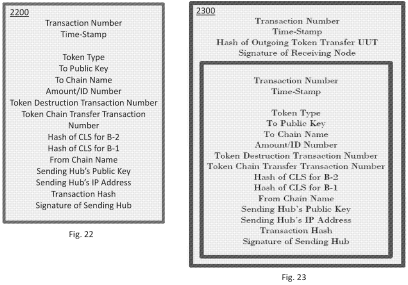 2200
Transaction Number
Time-Stamp
Token Type
To Public Key
To Chain Name
Amount/ID Number
Token Destruction Transaction Number
Token Chain Transfer Transaction
Number
Hash of CLS for B-2
Hash of CLS for B-1
From Chain Name
Sending Hub's Public Key
Sending Hub's IP Address
Transaction Hash
Signature of Sending Hub
Fig. 22
2300
Transaction Number
Time-Stamp
Hash of Outgoing Token Transfer UUT
Signature of Receiving Node
Transaction Number
Time-Stamp
Token Type
To Public Key
To Chain Name
Amount/ID Number
Token Destruction Transaction Number
Token Chain Transfer Transaction Number
Hash of CLS for B-2
Hash of CLS for B-1
From Chain Name
Sending Hub's Public Key
Sending Hub's IP Address
Transaction Hash
Signature of Sending Hub
Fig. 23